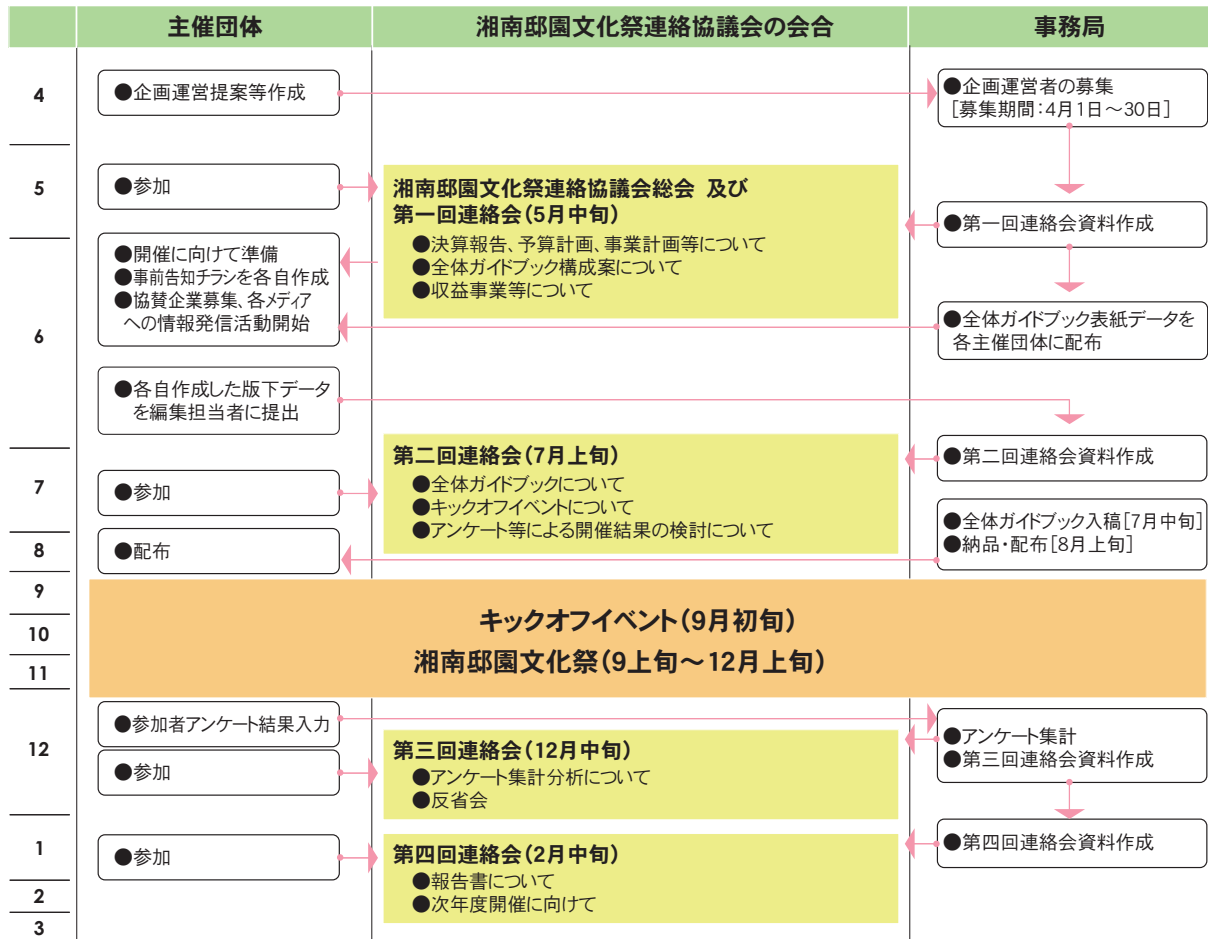 主催団体
湘南邸園文化祭連絡協議会の会合
事務局
4
●企画運営提案等作成
●企画運営者の募集
[募集期間:4月1日～30日]
5
●参加
湘南邸園文化祭連絡協議会総会 及び
第一回連絡会(5月中旬)
●決算報告、予算計画、事業計画等について
●全体ガイドブック構成案について
●収益事業等について
●第一回連絡会資料作成
6
●開催に向けて準備
●事前告知チラシを各自作成
●協賛企業募集、各メディア
への情報発信活動開始
●全体ガイドブック表紙データを
各主催団体に配布
●各自作成した版下データ
を編集担当者に提出
7
第二回連絡会(7月上旬)
●全体ガイドブックについて
●キックオフイベントについて
●アンケート等による開催結果の検討について
●第二回連絡会資料作成
●参加
●全体ガイドブック入稿[7月中旬]
●納品・配布[8月上旬]
8
●配布
9
10
11
キックオフイベント(9月初旬)
湘南邸園文化祭(9上旬～12月上旬)
12
●参加者アンケート結果入力
●参加
第三回連絡会(12月中旬)
●アンケート集計分析について
●反省会
●アンケート集計
●第三回連絡会資料作成
1
●参加
第四回連絡会(2月中旬)
●報告書について
●次年度開催に向けて
●第四回連絡会資料作成
2
3